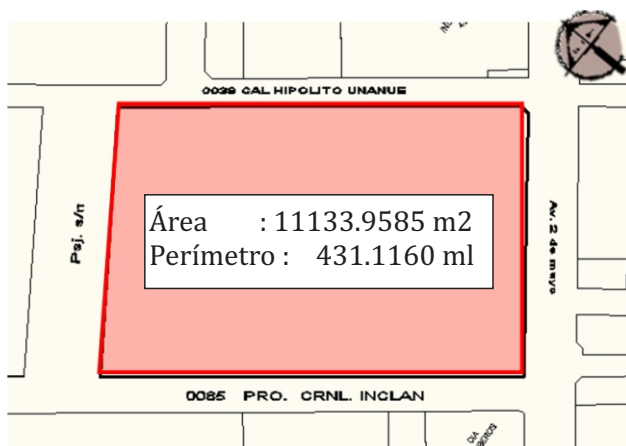 0039 CAL HIPOLITO UNANUE
Psj. s/n
Área : 11133.9585 m2
Perímetro : 431.1160 ml
Av. 2 de mayo
0085 PRO. CRNL. INCLAN